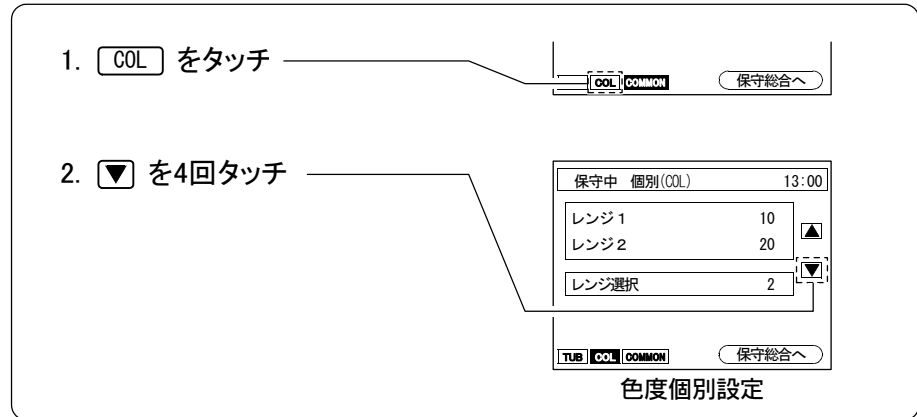 1. COL をタッチ
COL COMMON 保守総合へ
2. ▼ を4回タッチ
保守中 個別(COL) 13:00
レンジ1 10
レンジ2 20
レンジ選択 2
TUB COL COMMON 保守総合へ
色度個別設定